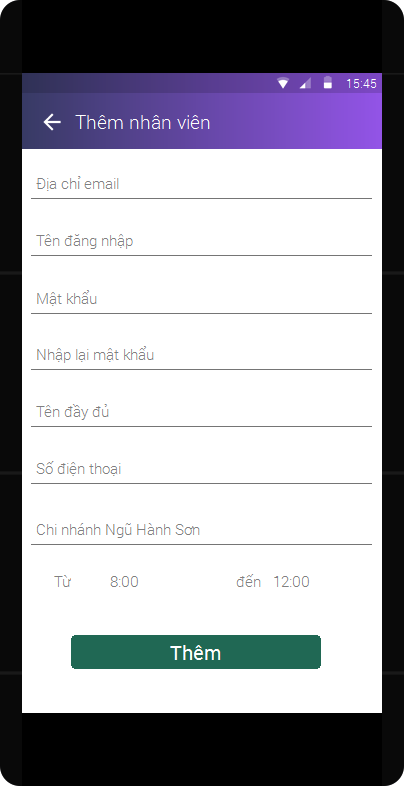 15:45
Thêm nhân viên
Địa chỉ email
Tên đăng nhập
Mật khẩu
Nhập lại mật khẩu
Tên đầy đủ
Số điện thoại
Chi nhánh Ngũ Hành Sơn
Từ 8:00 đến 12:00
Thêm